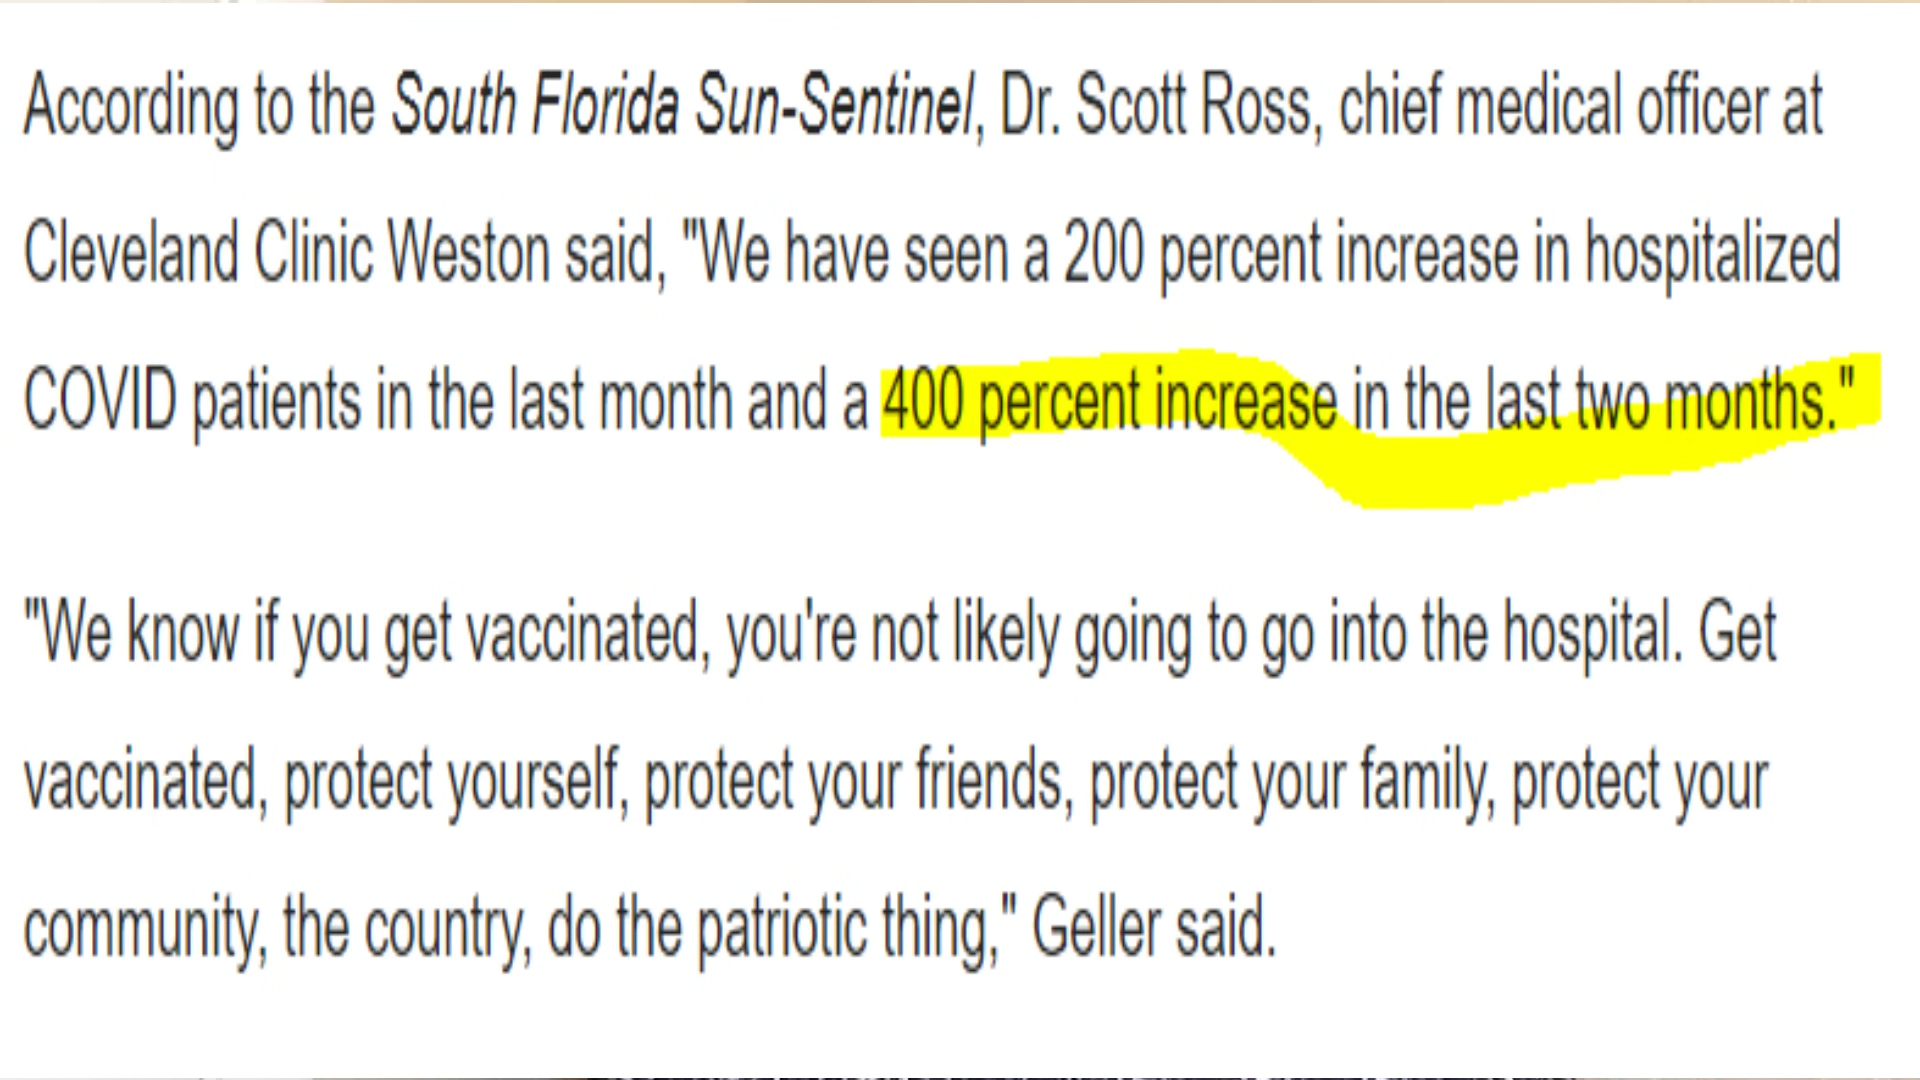 According to the South Florida Sun-Sentinel, Dr. Scott Ross, chief medical officer at
Cleveland Clinic Weston said, "We have seen a 200 percent increase in hospitalized
COVID patients in the last month and a 400 percent increase in the last two months."
"We know if you get vaccinated, you're not likely going to go into the hospital. Get
vaccinated, protect yourself, protect your friends, protect your family, protect your
community, the country, do the patriotic thing," Geller said.